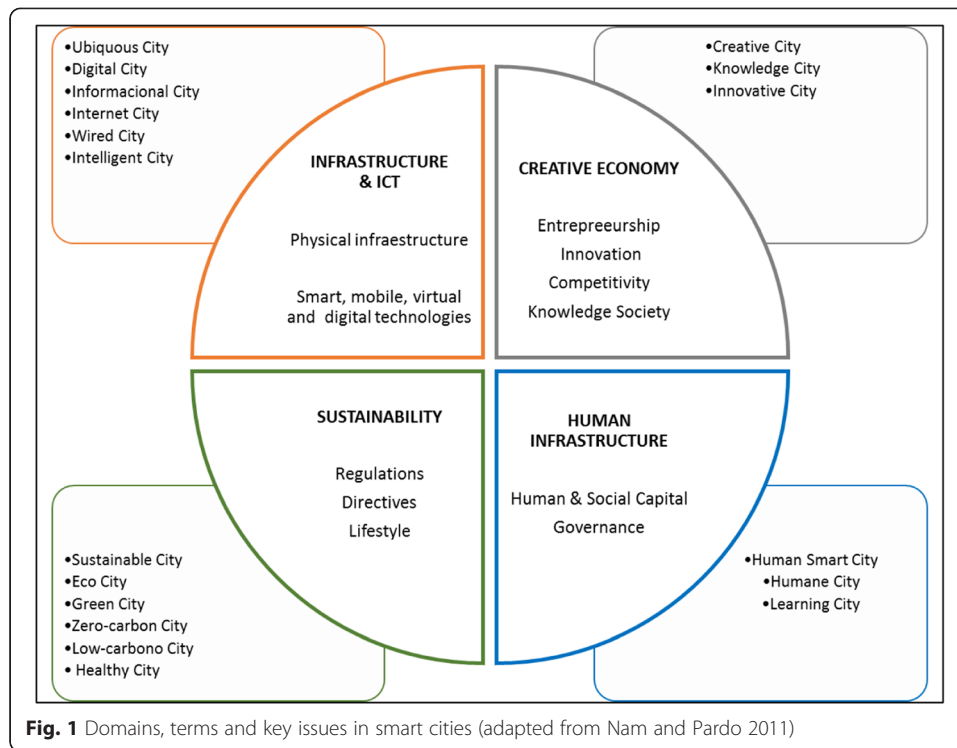 •Ubiquous City
•Digital City
•Informacional City
•Internet City
•Wired City
•Intelligent City
•Creative City
•Knowledge City
•Innovative City
INFRASTRUCTURE
& ICT
Physical infraestructure
Smart, mobile, virtual
and digital technologies
CREATIVE ECONOMY
Entrepreeurship
Innovation
Competitivity
Knowledge Society
SUSTAINABILITY
Regulations
Directives
Lifestyle
HUMAN
INFRASTRUCTURE
Human & Social Capital
Governance
•Sustainable City
•Eco City
•Green City
•Zero-carbon City
•Low-carbono City
• Healthy City
•Human Smart City
•Humane City
•Learning City
Fig. 1 Domains, terms and key issues in smart cities (adapted from Nam and Pardo 2011)